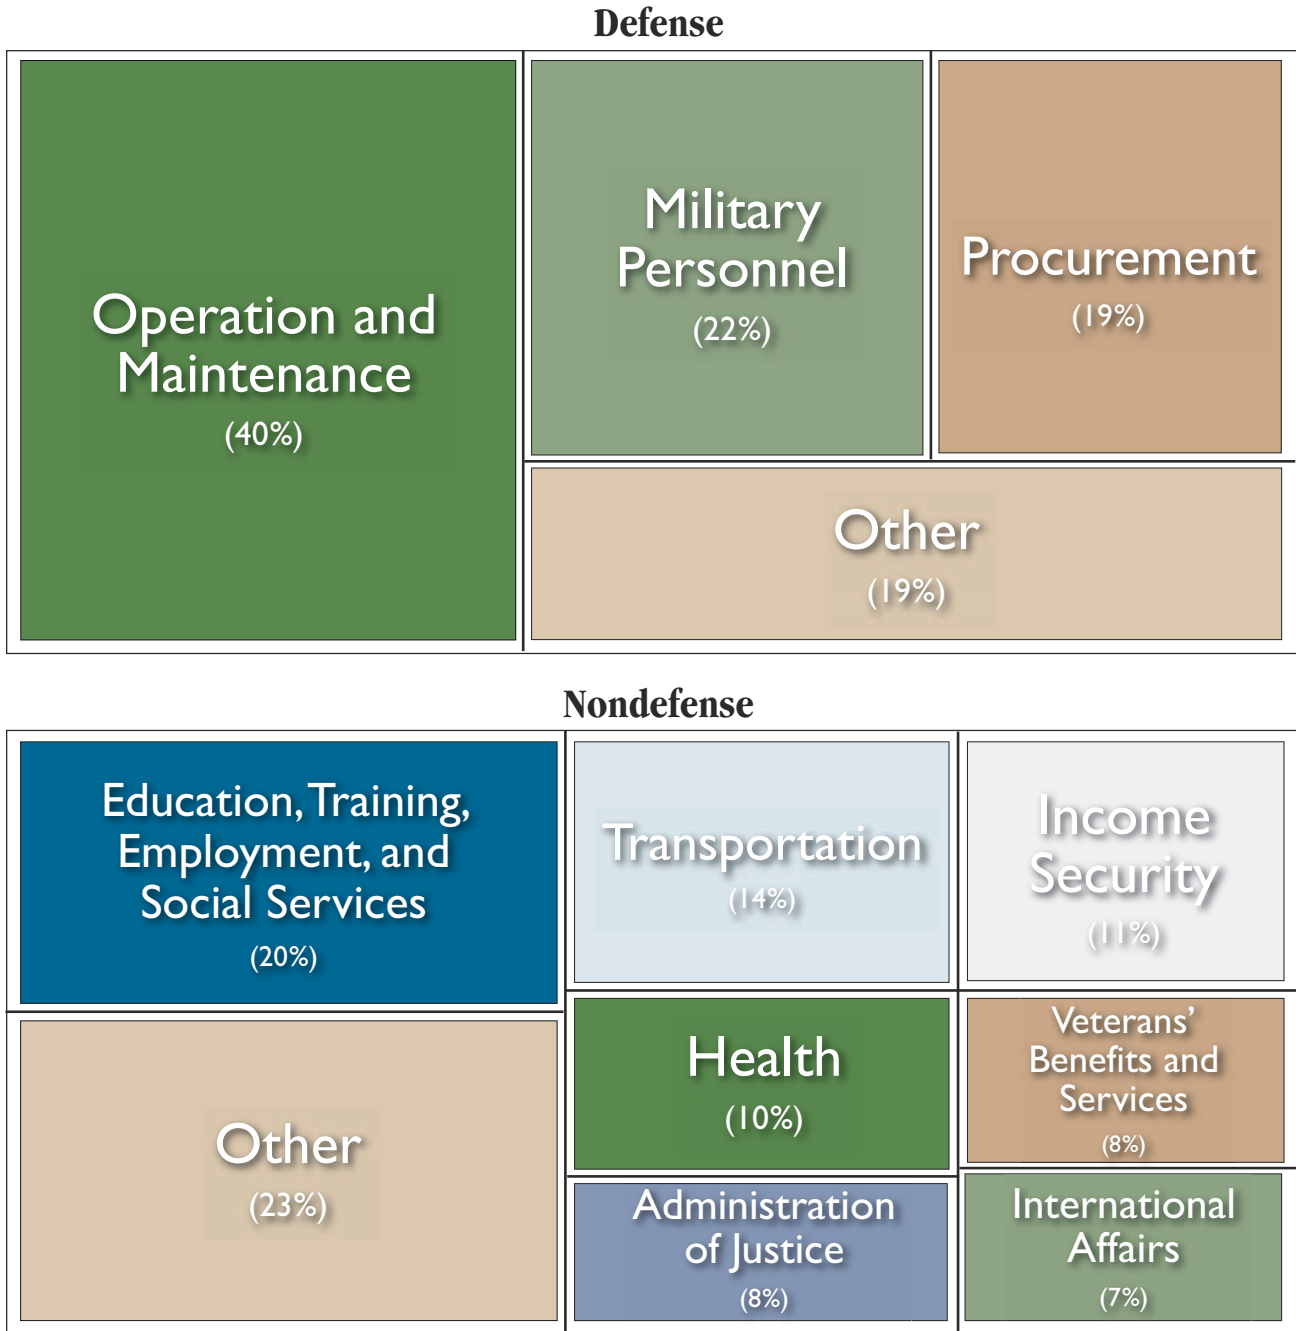 Defense
Operation and
Maintenance
(40%)
Military
Personnel
(22%)
Procurement
(19%)
Other
(19%)
Nondefense
Education, Training,
Employment, and
Social Services
(20%)
Transportation
(14%)
Income
Security
(11%)
Other
(23%)
Health
(10%)
Veterans’
Benefits and
Services
(8%)
Administration
of Justice
(8%)
International
Affairs
(7%)